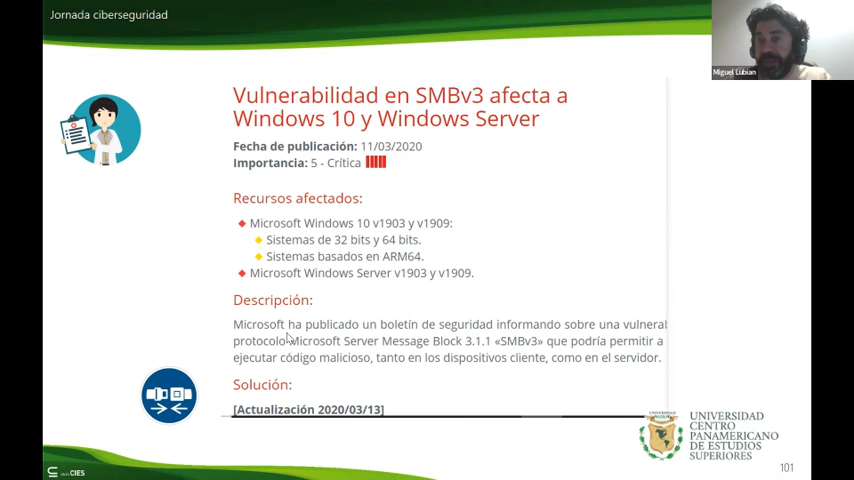 Jornada ciberseguridad
Miguel Lubian
Vulnerabilidad en SMBv3 afecta a
Windows 10 y Windows Server
Fecha de publicación: 11/03/2020
Importancia: 5 - Crítica
Recursos afectados:
Microsoft Windows 10 v1903 y v1909:
Sistemas de 32 bits y 64 bits.
Sistemas basados en ARM64.
Microsoft Windows Server v1903 y v1909.
Descripción:
Microsoft ha publicado un boletín de seguridad informando sobre una vulneral
protocolo Microsoft Server Message Block 3.1.1 «SMBv3» que podría permitir a
ejecutar código malicioso, tanto en los dispositivos cliente, como en el servidor.
Solución:
[Actualización 2020/03/13]
UNIVERSIDAD
CENTRO
PANAMERICANO
DE ESTUDIOS
SUPERIORES
CIES
101